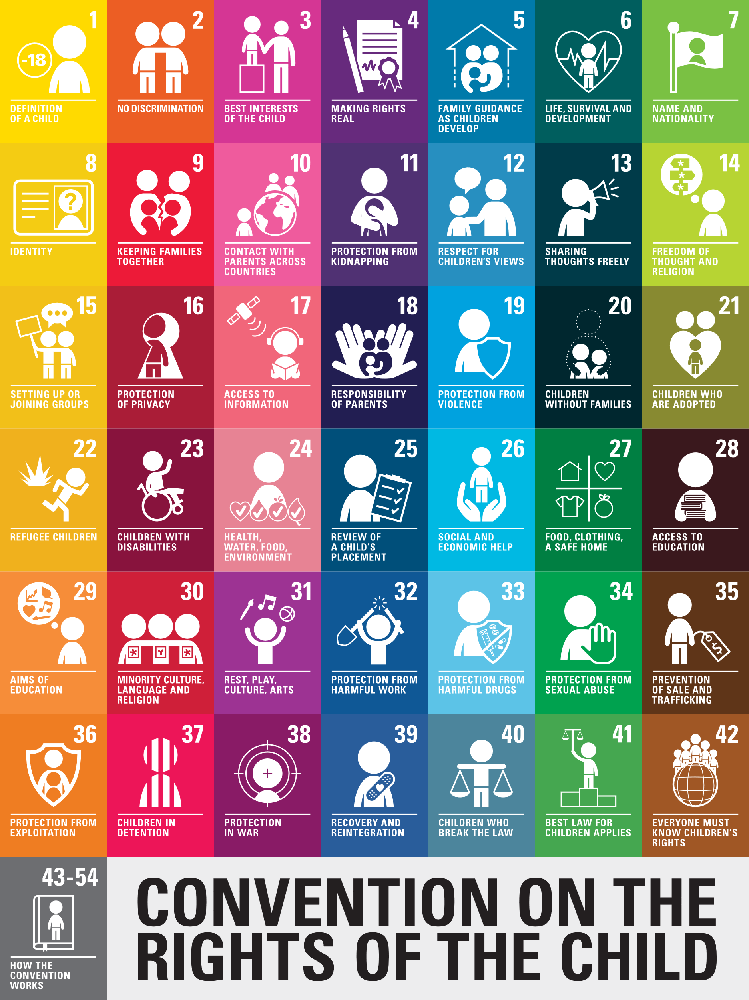 1
-18
DEFINITION
OF A CHILD
2
NO DISCRIMINATION
3
BEST INTERESTS
OF THE CHILD
4
MAKING RIGHTS
REAL
5
FAMILY GUIDANCE
AS CHILDREN
DEVELOP
6
LIFE, SURVIVAL AND
DEVELOPMENT
7
NAME AND
NATIONALITY
8
?
IDENTITY
9
KEEPING FAMILIES
TOGETHER
10
CONTACT WITH
PARENTS ACROSS
COUNTRIES
11
PROTECTION FROM
KIDNAPPING
12
RESPECT FOR
CHILDREN'S VIEWS
13
SHARING
THOUGHTS FREELY
14
*
*
*
FREEDOM OF
THOUGHT AND
RELIGION
15
SETTING UP OR
JOINING GROUPS
16
PROTECTION
OF PRIVACY
17
ACCESS TO
INFORMATION
18
RESPONSIBILITY
OF PARENTS
19
PROTECTION FROM
VIOLENCE
20
CHILDREN
WITHOUT FAMILIES
21
CHILDREN WHO
ARE ADOPTED
22
REFUGEE CHILDREN
23
CHILDREN WITH
DISABILITIES
24
HEALTH,
WATER, FOOD,
ENVIRONMENT
25
REVIEW OF
A CHILD'S
PLACEMENT
26
SOCIAL AND
ECONOMIC HELP
27
FOOD, CLOTHING,
A SAFE HOME
28
ACCESS TO
EDUCATION
29
AIMS OF
EDUCATION
30
* Y *
MINORITY CULTURE,
LANGUAGE AND
RELIGION
31
REST, PLAY,
CULTURE, ARTS
32
PROTECTION FROM
HARMFUL WORK
33
PROTECTION FROM
HARMFUL DRUGS
34
PROTECTION FROM
SEXUAL ABUSE
35
$
PREVENTION
OF SALE AND
TRAFFICKING
36
PROTECTION FROM
EXPLOITATION
37
CHILDREN IN
DETENTION
38
PROTECTION
IN WAR
39
RECOVERY AND
REINTEGRATION
40
CHILDREN WHO
BREAK THE LAW
41
BEST LAW FOR
CHILDREN APPLIES
42
EVERYONE MUST
KNOW CHILDREN'S
RIGHTS
43-54
HOW THE
CONVENTION
WORKS
CONVENTION ON THE
RIGHTS OF THE CHILD